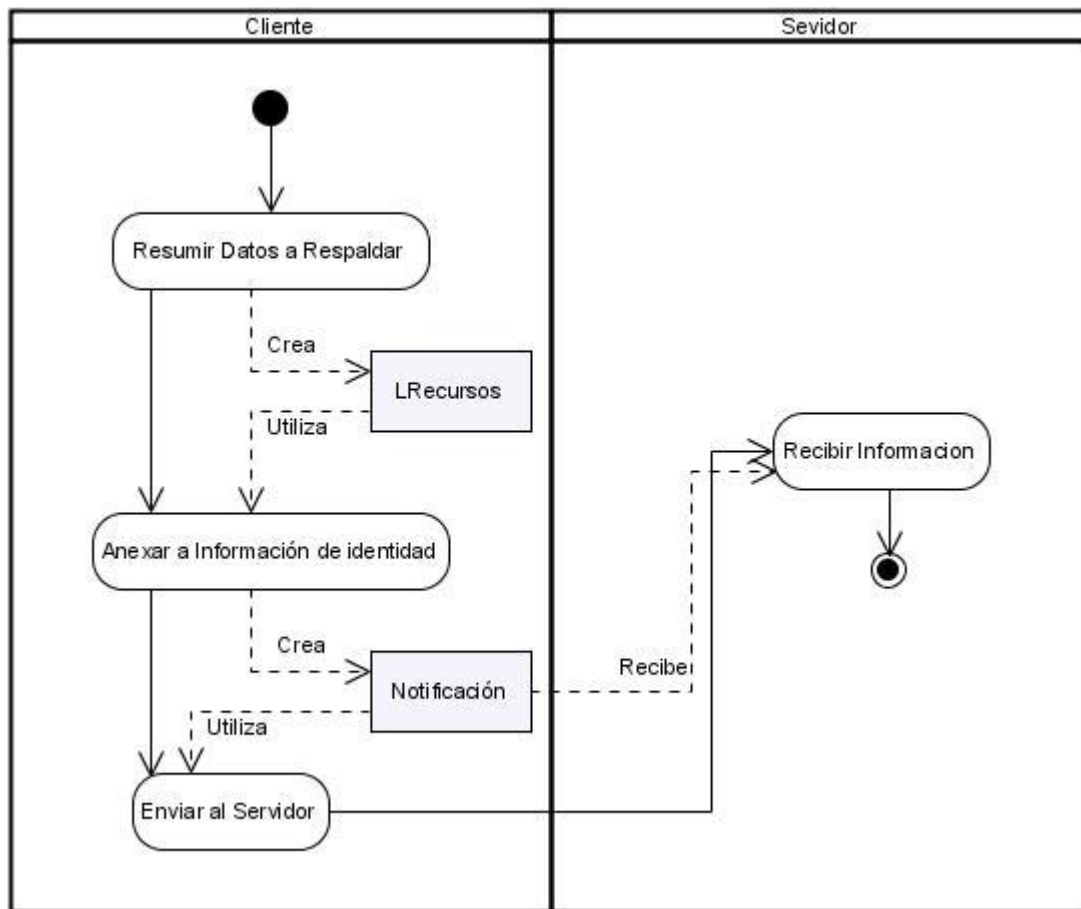 Cliente
Sevidor
Resumir Datos a Respaldar
Crea
LRecursos
Utiliza
Recibir Informacion
Anexar a Información de identidad
Crea
Recibe
Notificación
Utiliza
Enviar al Servidor